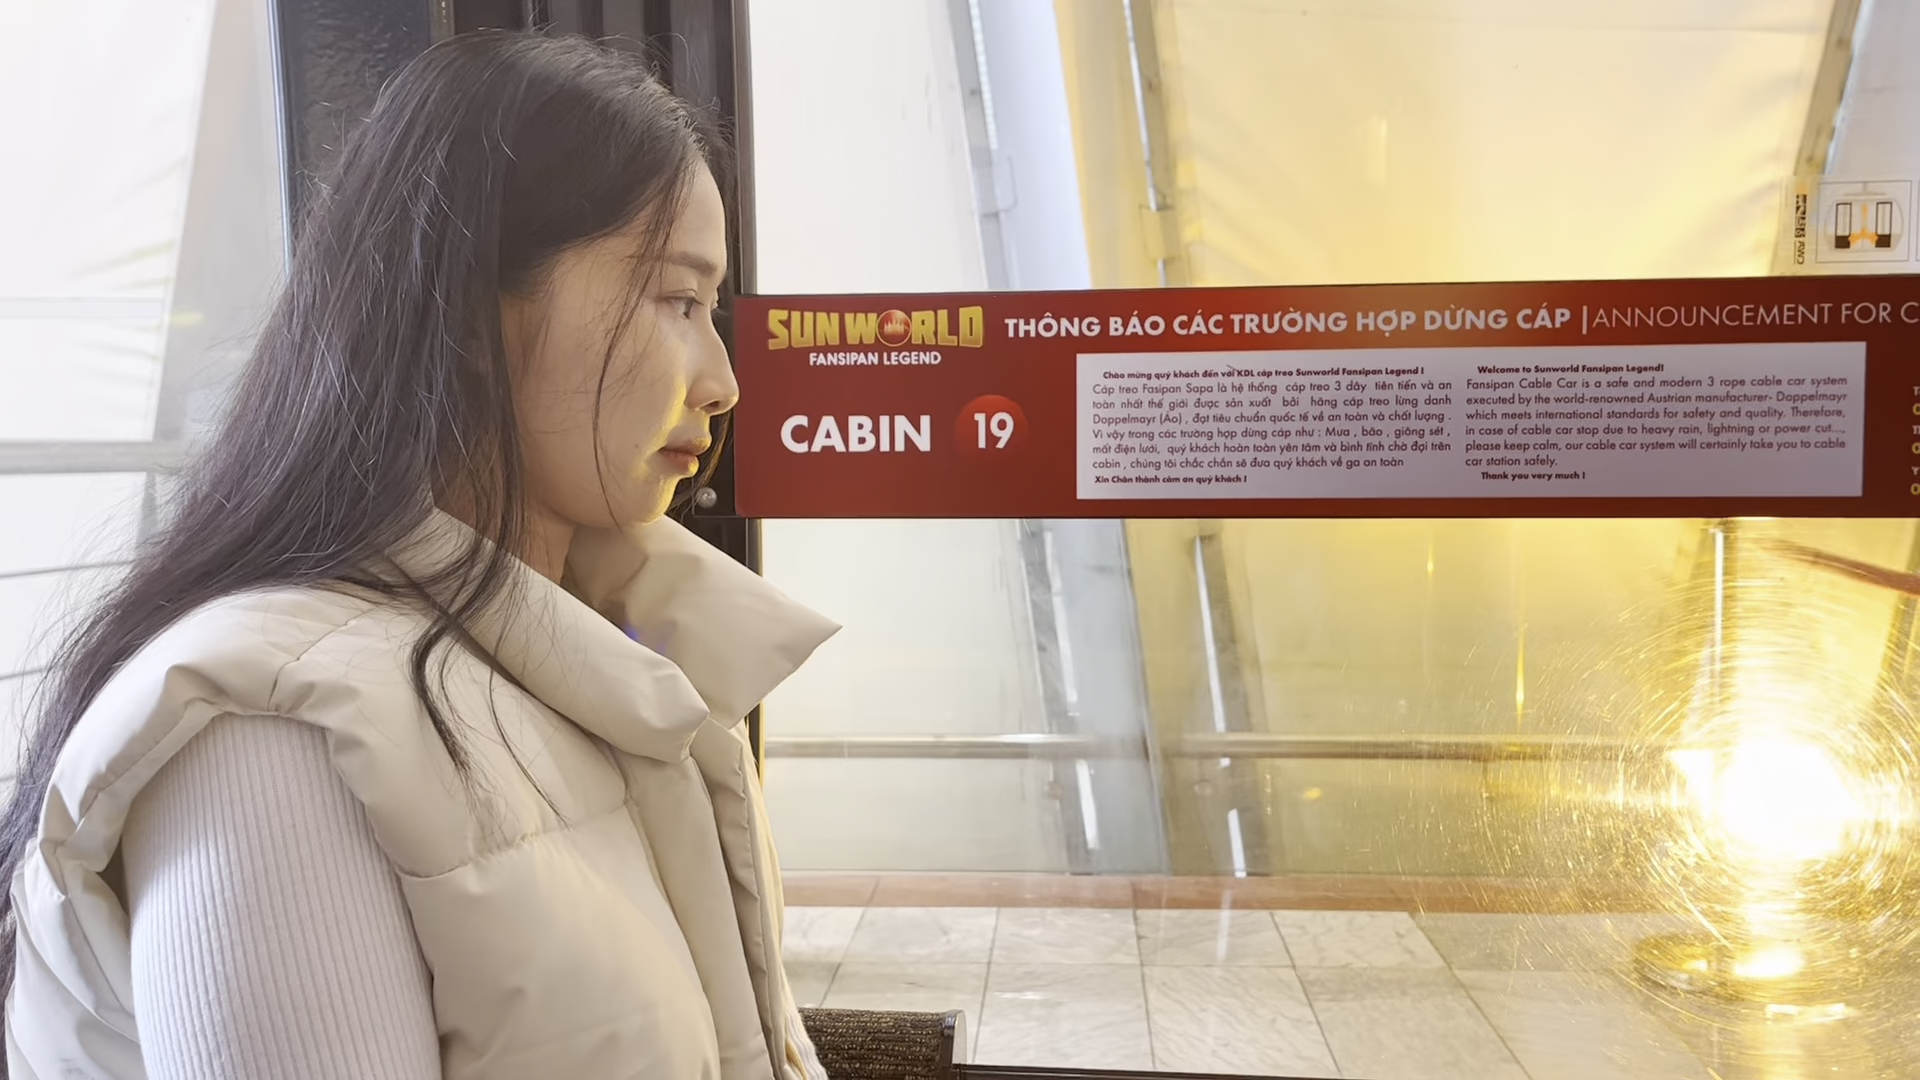 SUN WORLD
FANSIPAN LEGEND
THÔNG BÁO CÁC TRƯỜNG HỢP DỪNG CÁP | ANNOUNCEMENT FOR C
CABIN 19
Chào mừng quý khách đến với KDL cáp treo Sunworld Fansipan Legend !
Cáp treo Fasipan Sapa là hệ thống cáp treo 3 dây tiên tiến và an
toàn nhất thế giới được sản xuất bởi hãng cáp treo lừng danh
Doppelmayr (Áo) , đạt tiêu chuẩn quốc tế về an toàn và chất lượng .
Vì vậy trong các trường hợp dừng cáp như : Mưa , bão , giông sét ,
mất điện lưới, quý khách hoàn toàn yên tâm và bình tĩnh chờ đợi trên
cabin , chúng tôi chắc chắn sẽ đưa quý khách về ga an toàn
Xin Chân thành cảm ơn quý khách !
Welcome to Sunworld Fansipan Legend!
Fansipan Cable Car is a safe and modern 3 rope cable car system
executed by the world-renowned Austrian manufacturer- Doppelmayr
which meets international standards for safety and quality. Therefore,
in case of cable car stop due to heavy rain, lightning or power cut...,
please keep calm, our cable car system will certainly take you to cable
car station safely.
Thank you very much !